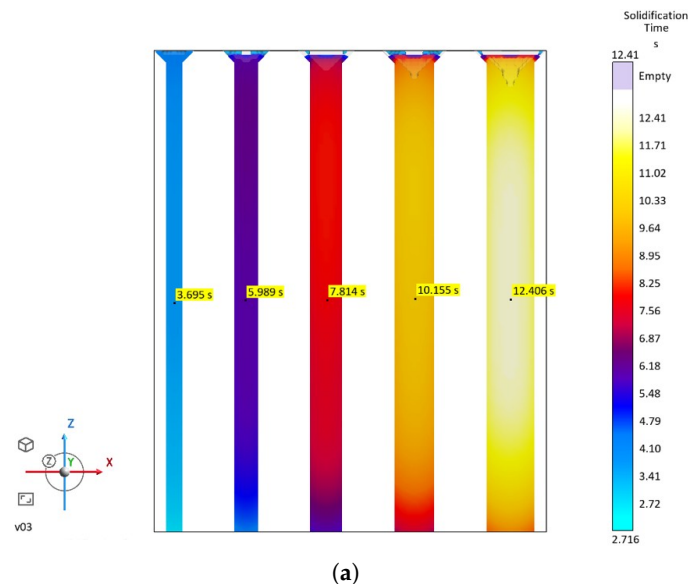 Solidification
Time
s
12.41
Empty
12.41
11.71
11.02
10.33
9.64
8.95
8.25
7.56
6.87
6.18
5.48
4.79
4.10
3.41
2.72
2.716
3.695 s
5.989 s
7.814 s
10.155 s
12.406 s
Z
Z
Y
X
v03
(a)